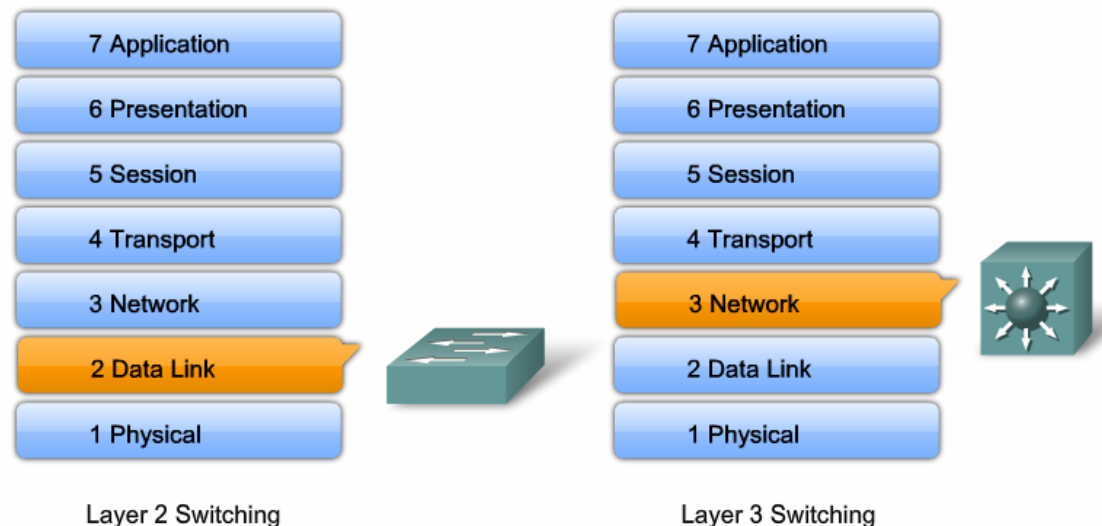 7 Application
6 Presentation
5 Session
4 Transport
3 Network
2 Data Link
1 Physical
Layer 2 Switching
7 Application
6 Presentation
5 Session
4 Transport
3 Network
2 Data Link
1 Physical
Layer 3 Switching